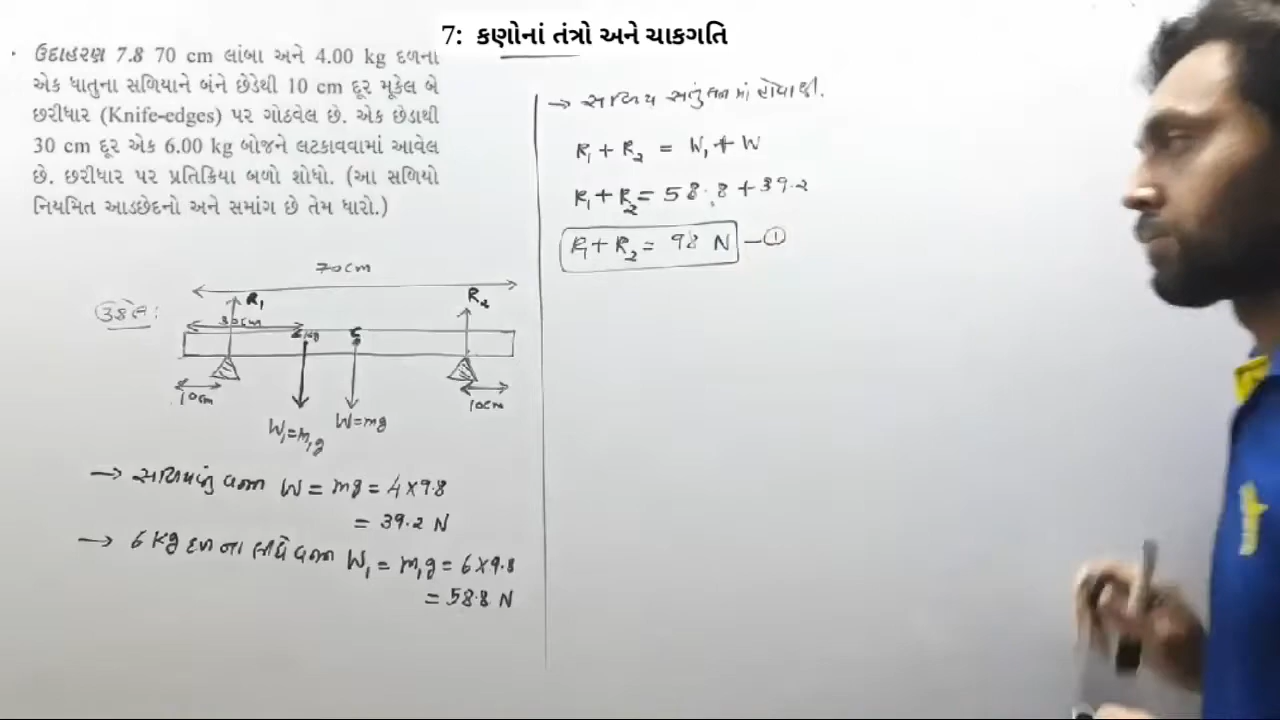 7: કણોનાં તંત્રો અને ચાકગતિ
• ઉદાહરણ 7.8 70 cm લાંબા અને 4.00 kg દળના
એક ધાતુના સળિયાને બંને છેડેથી 10 cm દૂર મૂકેલ બે
છરીધાર (Knife-edges) પર ગોઠવેલ છે. એક છેડાથી
30 cm દૂર એક 6.00 kg બોજને લટકાવવામાં આવેલ
છે. છરીધાર પર પ્રતિક્રિયા બળો શોધો. (આ સળિયો
નિયમિત આડછેદનો અને સમાંગ છે તેમ ધારો.)
ઉકેલ:
70cm
R₁
R₂
30cm
10cm
10cm
W₁=m₁g
W=mg
→ સળિયાનું વજન W = mg = 4×9.8
= 39.2 N
→ 6 kg દળ ના લીધે વજન W₁ = m₁g = 6×9.8
= 58.8 N
→ સળિયો સંતુલનમાં હોવાથી.
R₁ + R₂ = W₁ + W
R₁ + R₂ = 58.8 + 39.2
R₁ + R₂ = 98 N —①